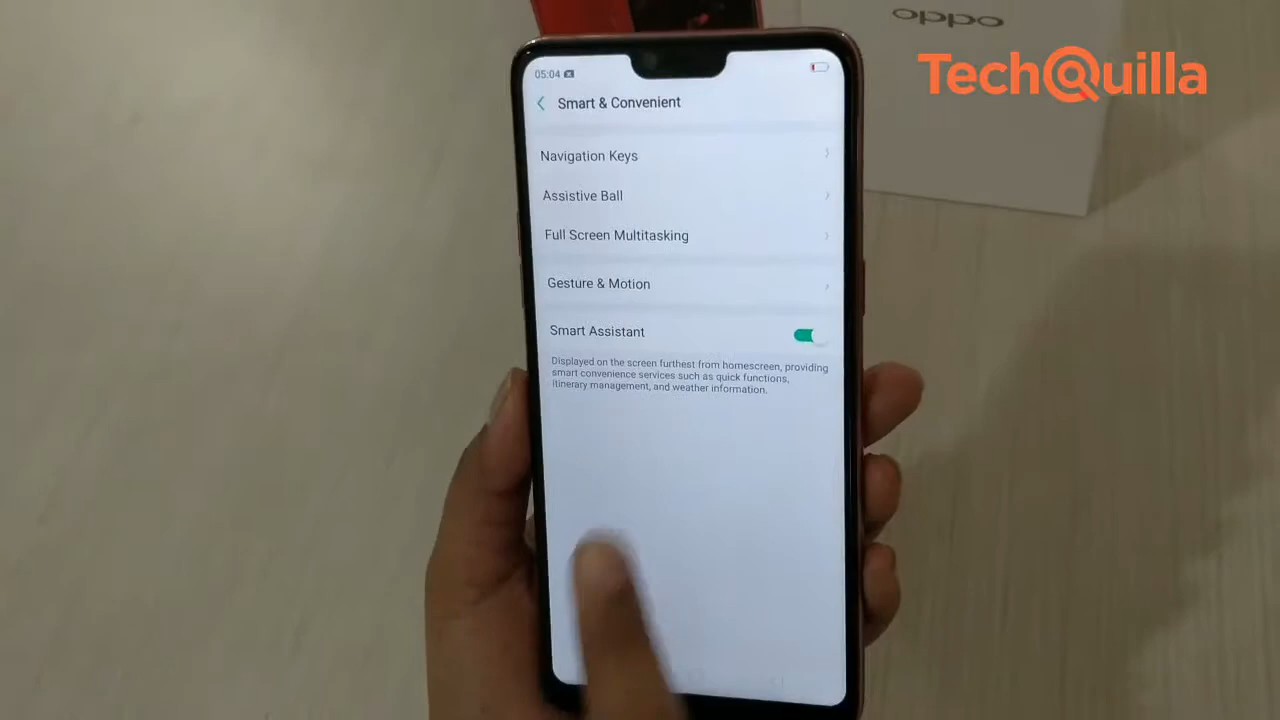 oppo
TechQuilla
05:04
Smart & Convenient
Navigation Keys
Assistive Ball
Full Screen Multitasking
Gesture & Motion
Smart Assistant
Displayed on the screen furthest from homescreen, providing
smart convenience services such as quick functions,
itinerary management, and weather information.